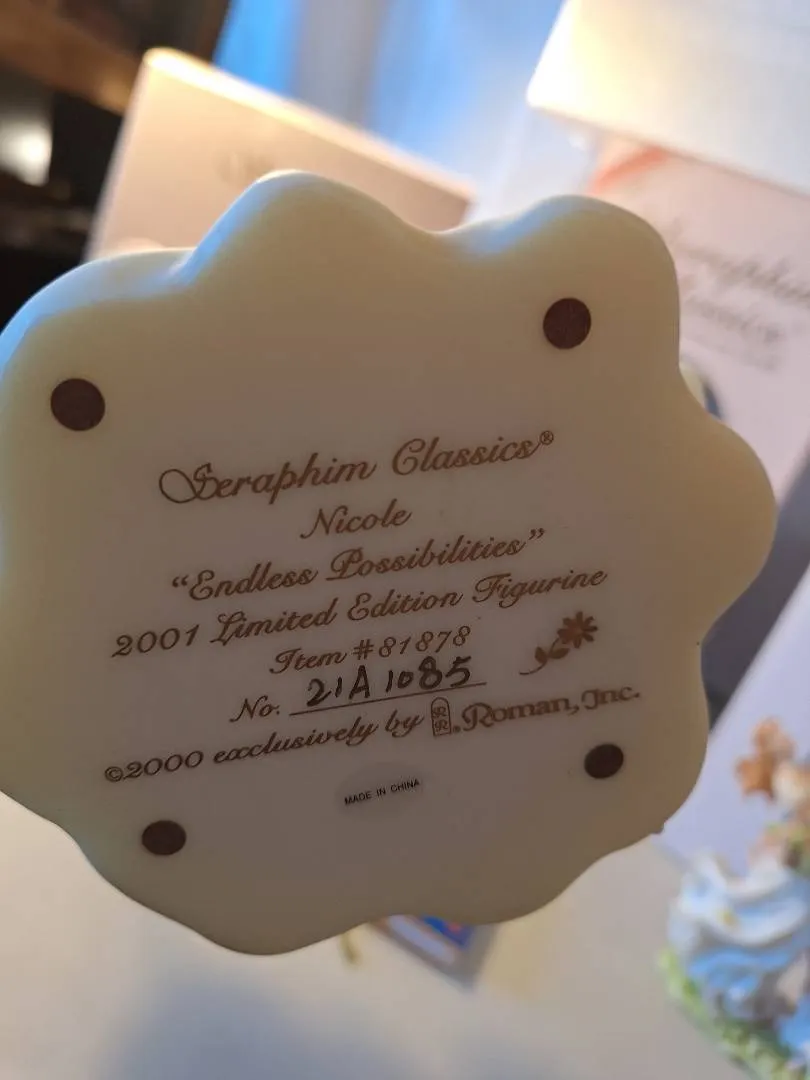 Seraphim Classics®
Nicole
“Endless Possibilities”
2001 Limited Edition Figurine
Item #81878
No. 21A1085
©2000 exclusively by RR. Roman, Inc.
MADE IN CHINA